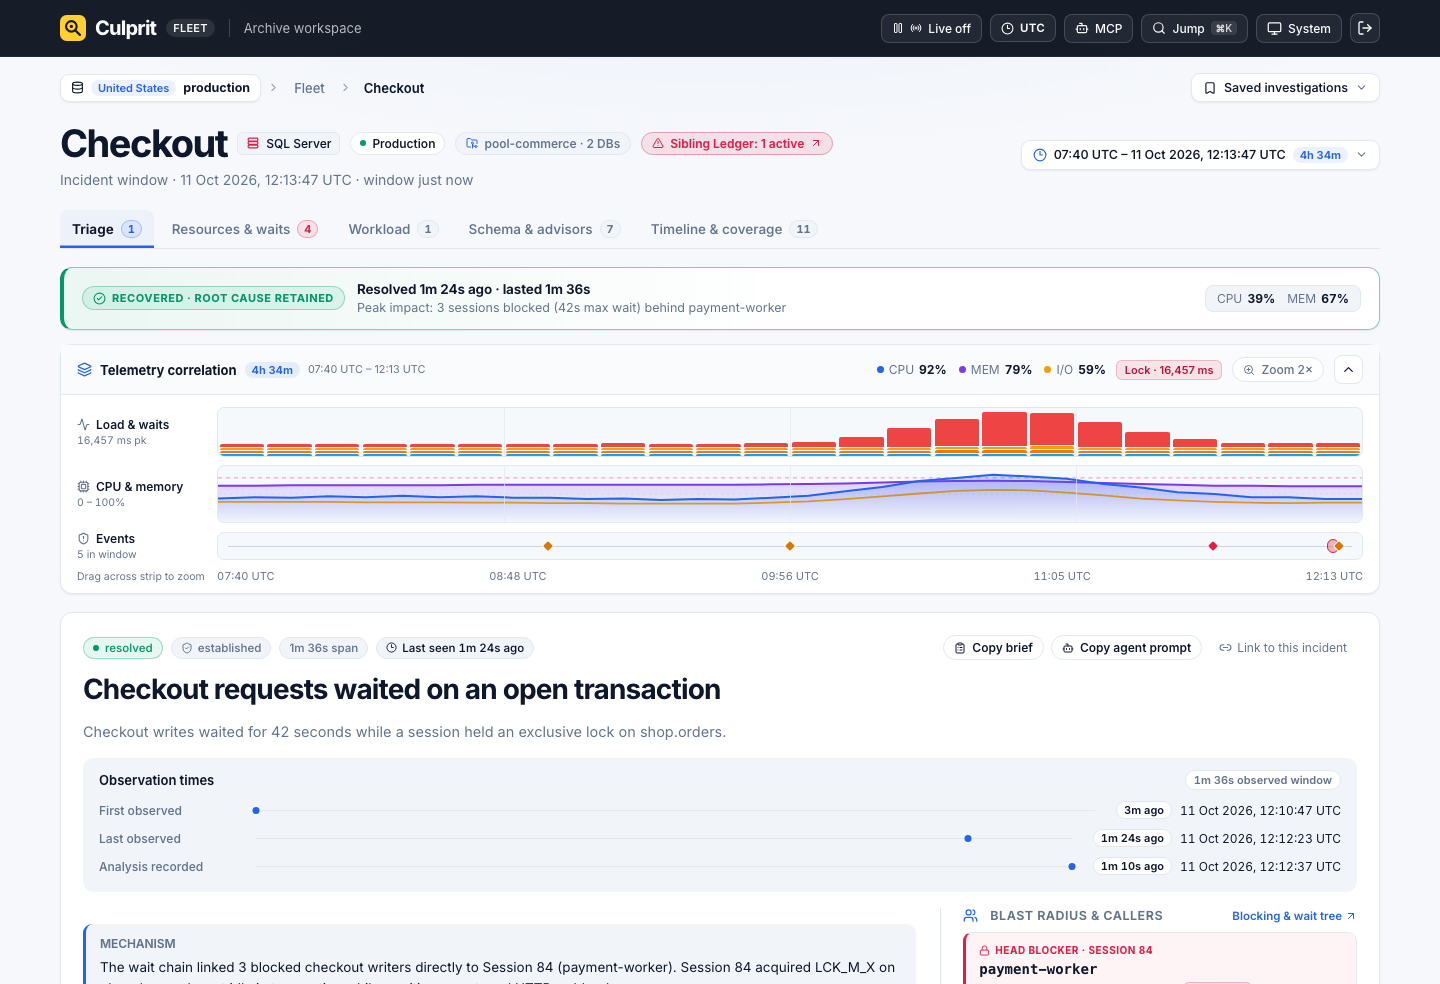 Culprit FLEET Archive workspace Live off UTC MCP Jump ⌘K System
United States production Fleet Checkout Saved investigations
Checkout SQL Server Production pool-commerce · 2 DBs Sibling Ledger: 1 active
07:40 UTC – 11 Oct 2026, 12:13:47 UTC 4h 34m
Incident window · 11 Oct 2026, 12:13:47 UTC · window just now
Triage 1 Resources & waits 4 Workload 1 Schema & advisors 7 Timeline & coverage 11
RECOVERED · ROOT CAUSE RETAINED
Resolved 1m 24s ago · lasted 1m 36s
Peak impact: 3 sessions blocked (42s max wait) behind payment-worker
CPU 39% MEM 67%
Telemetry correlation 4h 34m 07:40 UTC – 12:13 UTC CPU 92% MEM 79% I/O 59% Lock · 16,457 ms Zoom 2×
Load & waits
16,457 ms pk
CPU & memory
0 – 100%
Events
5 in window
Drag across strip to zoom 07:40 UTC 08:48 UTC 09:56 UTC 11:05 UTC 12:13 UTC
resolved established 1m 36s span Last seen 1m 24s ago Copy brief Copy agent prompt Link to this incident
Checkout requests waited on an open transaction
Checkout writes waited for 42 seconds while a session held an exclusive lock on shop.orders.
Observation times 1m 36s observed window
First observed 3m ago 11 Oct 2026, 12:10:47 UTC
Last observed 1m 24s ago 11 Oct 2026, 12:12:23 UTC
Analysis recorded 1m 10s ago 11 Oct 2026, 12:12:37 UTC
BLAST RADIUS & CALLERS Blocking & wait tree
MECHANISM
The wait chain linked 3 blocked checkout writers directly to Session 84 (payment-worker). Session 84 acquired LCK_M_X on
HEAD BLOCKER · SESSION 84
payment-worker